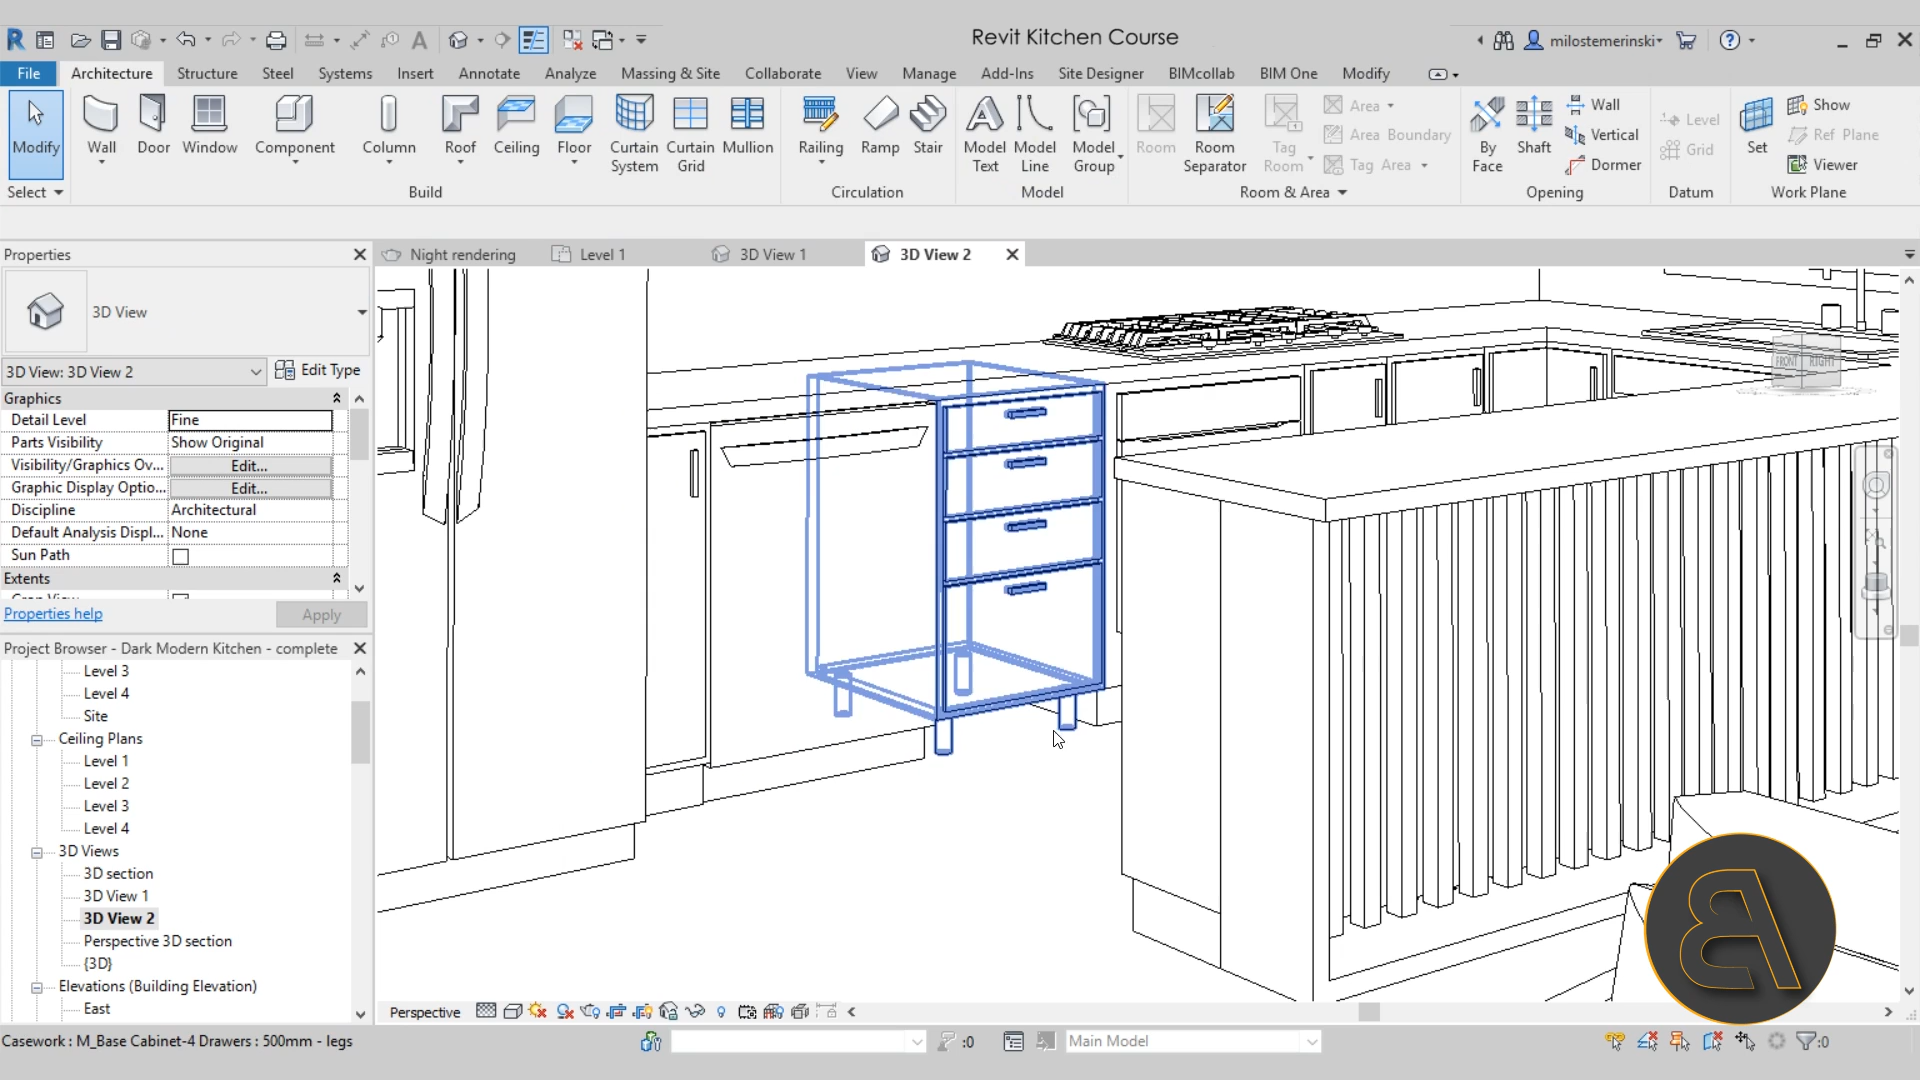 Revit Kitchen Course
milostemerinski
File Architecture Structure Steel Systems Insert Annotate Analyze Massing & Site Collaborate View Manage Add-Ins Site Designer BIMcollab BIM One Modify
Modify Wall Door Window Component Column Roof Ceiling Floor Curtain System Curtain Grid Mullion Railing Ramp Stair Model Text Model Line Model Group Room Room Separator Tag Room
Area
Area Boundary
Tag Area
By Face Shaft
Wall
Vertical
Dormer
Level
Grid
Set
Show
Ref Plane
Viewer
Select Build Circulation Model Room & Area Opening Datum Work Plane
Properties
Night rendering Level 1 3D View 1 3D View 2
3D View
3D View: 3D View 2 Edit Type
Graphics
Detail Level Fine
Parts Visibility Show Original
Visibility/Graphics Ov... Edit...
Graphic Display Optio... Edit...
Discipline Architectural
Default Analysis Displ... None
Sun Path
Extents
Crop View
Properties help Apply
FRONT RIGHT
Project Browser - Dark Modern Kitchen - complete
Level 3
Level 4
Site
Ceiling Plans
Level 1
Level 2
Level 3
Level 4
3D Views
3D section
3D View 1
3D View 2
Perspective 3D section
{3D}
Elevations (Building Elevation)
East
Perspective
Casework : M_Base Cabinet-4 Drawers : 500mm - legs
:0
Main Model
:0